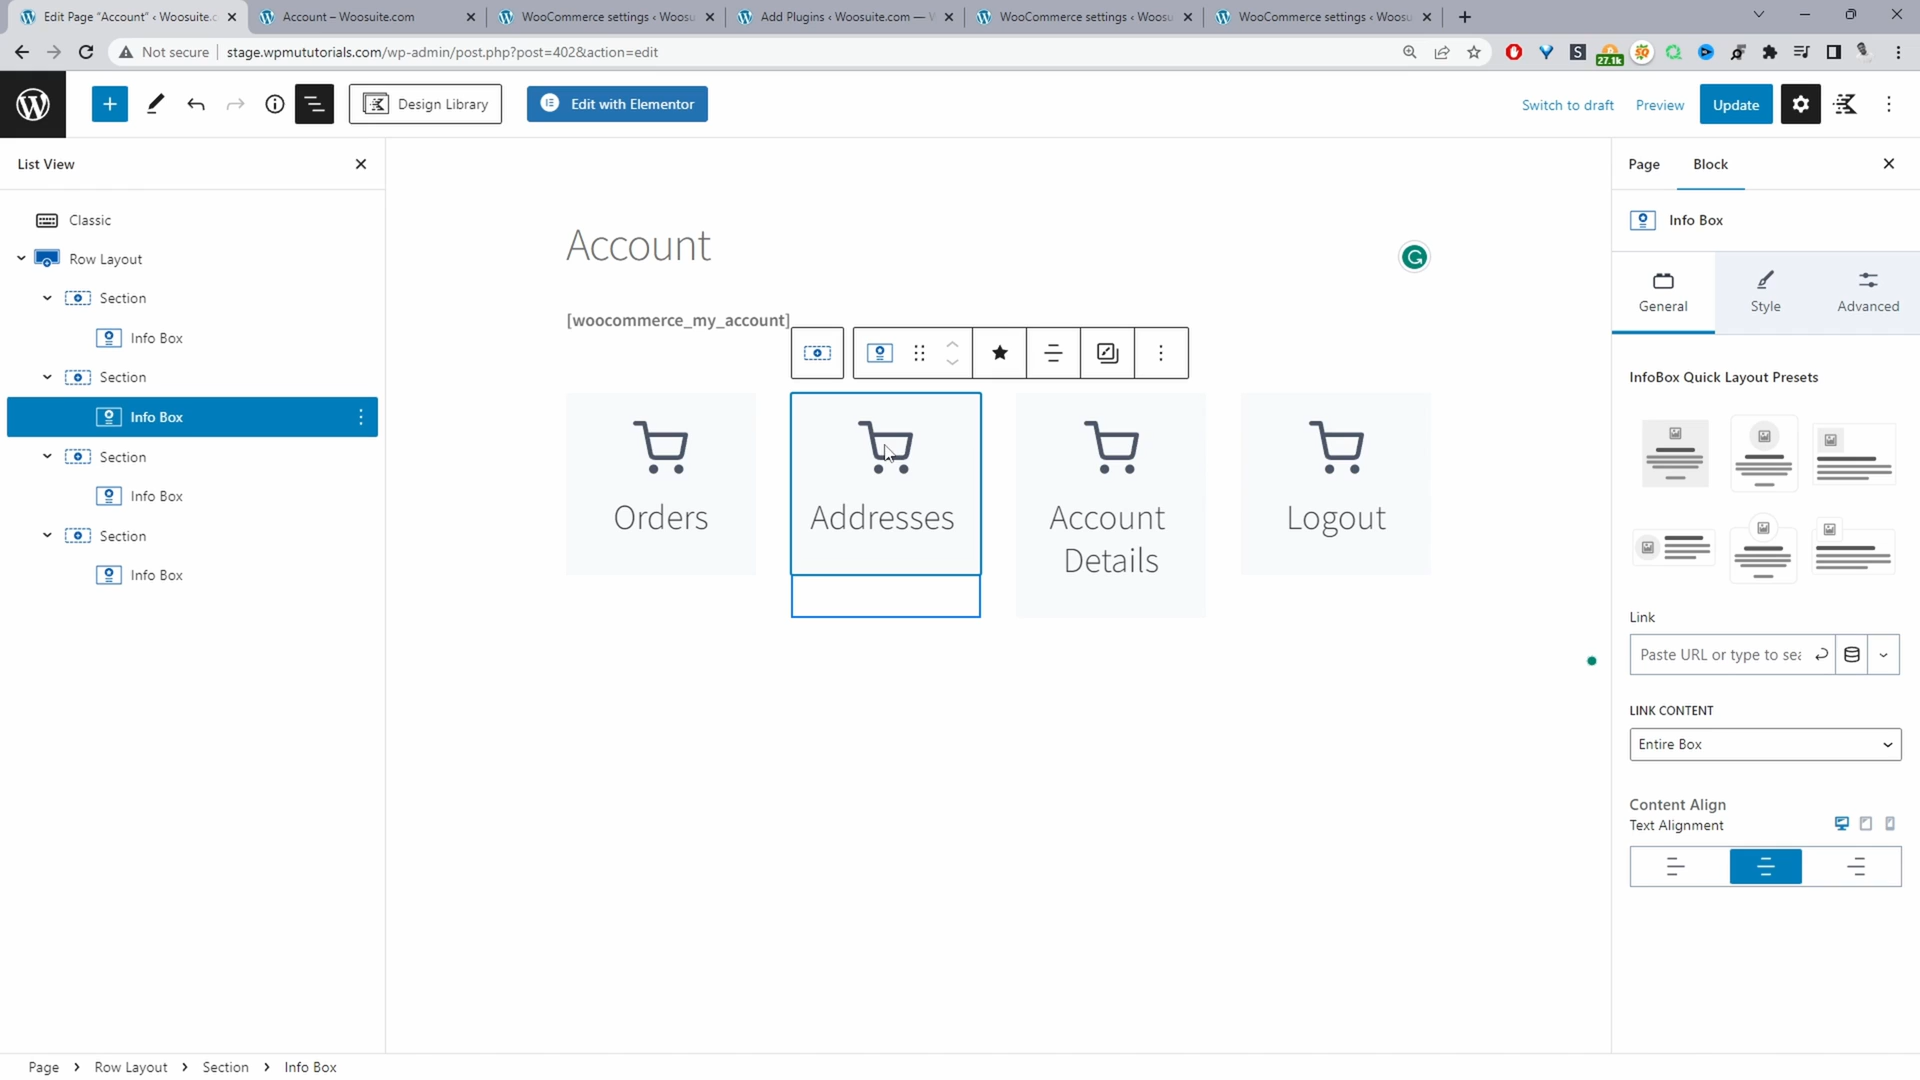 Edit Page “Account” ‹ Woosuite.c
Account – Woosuite.com
WooCommerce settings ‹ Woosu
Add Plugins ‹ Woosuite.com — W
WooCommerce settings ‹ Woosu
WooCommerce settings ‹ Woosu
Not secure
stage.wpmututorials.com/wp-admin/post.php?post=402&action=edit
27.1k
Design Library
Edit with Elementor
Switch to draft
Preview
Update
List View
Classic
Row Layout
Section
Info Box
Section
Info Box
Section
Info Box
Section
Info Box
Account
[woocommerce_my_account]
Orders
Addresses
Account
Details
Logout
Page
Block
Info Box
General
Style
Advanced
InfoBox Quick Layout Presets
Link
Paste URL or type to sea
LINK CONTENT
Entire Box
Content Align
Text Alignment
Page
Row Layout
Section
Info Box